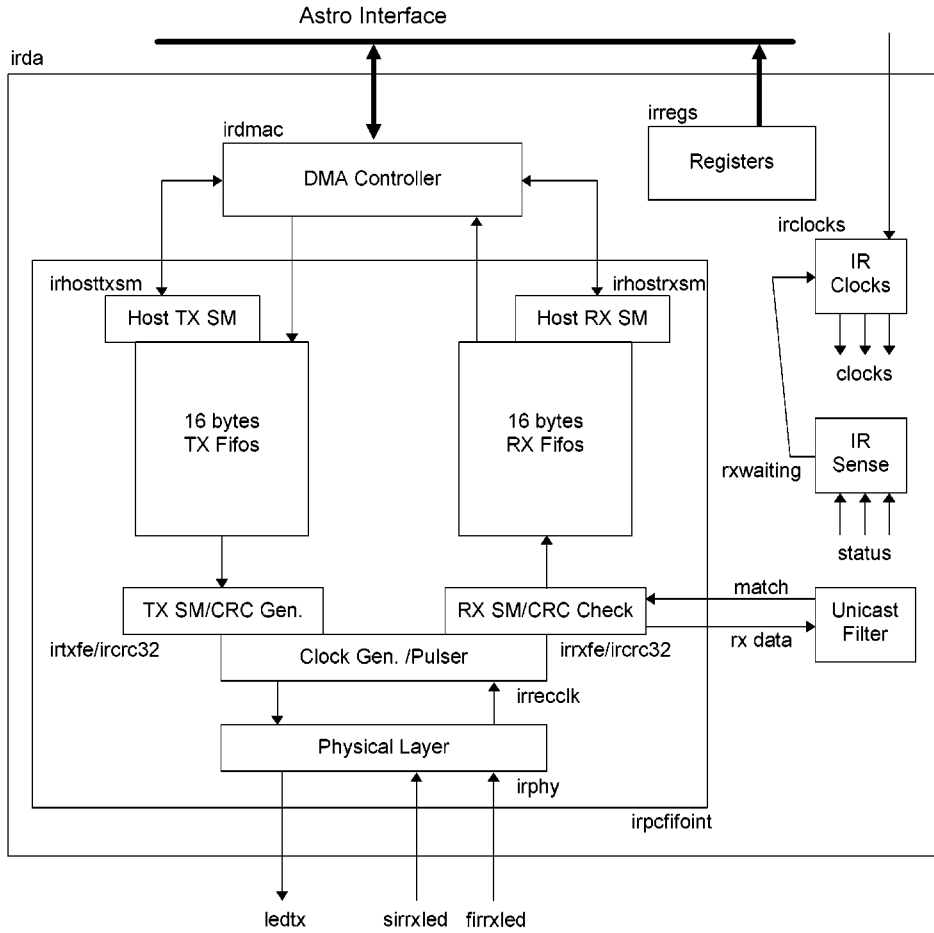 Astro Interface
irda
irdmac
irregs
DMA Controller
Registers
irclocks
irhosttxsm
irhostrxsm
IR
Clocks
Host TX SM
Host RX SM
clocks
16 bytes
TX Fifos
16 bytes
RX Fifos
IR
Sense
rxwaiting
status
match
TX SM/CRC Gen.
RX SM/CRC Check
Unicast
Filter
irtxfe/ircrc32
irrxfe/ircrc32
rx data
Clock Gen. /Pulser
irrecclk
Physical Layer
irphy
irpcfifoint
ledtx
sirrxled
firrxled